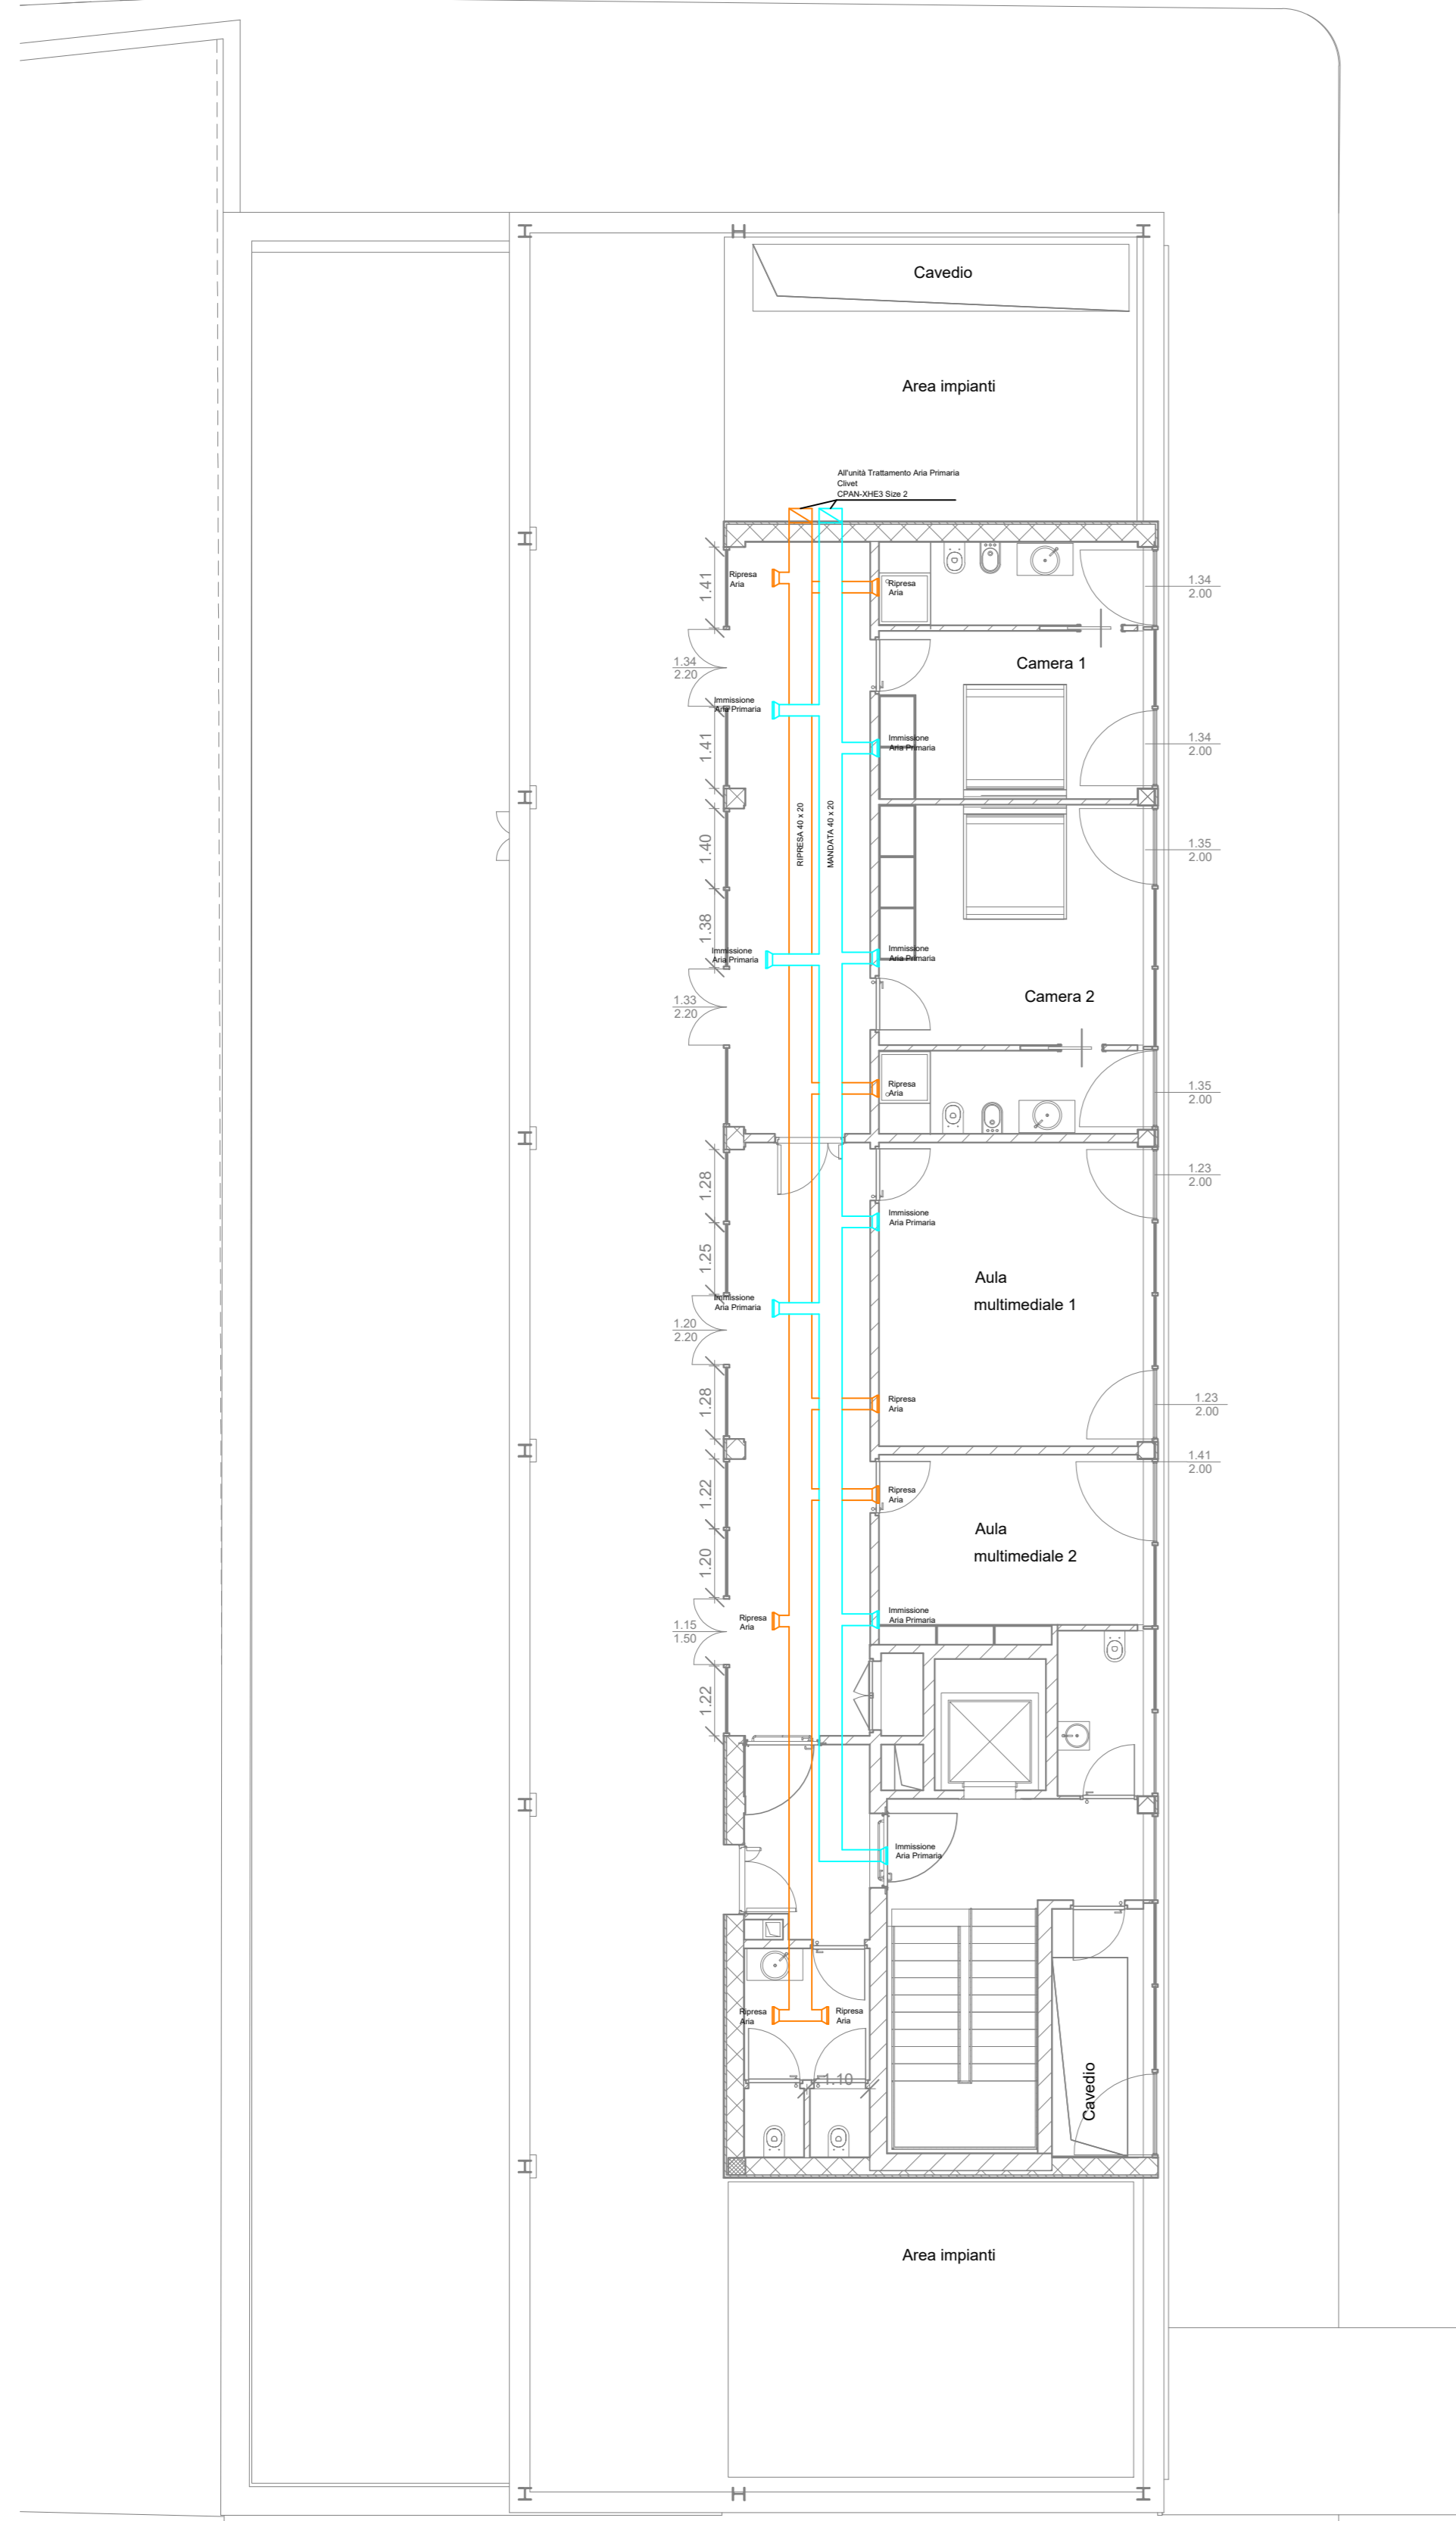 Cavedio
Area impianti
All'unità Trattamento Aria Primaria
Clivet
CPAN-XHE3 Size 2
Ripresa
Aria
1.41
Ripresa
Aria
1.34
2.00
1.34
2.20
Camera 1
Immissione
Aria Primaria
1.41
Immissione
Aria Primaria
1.34
2.00
RIPRESA 40 x 20
MANDATA 40 x 20
1.40
1.35
2.00
1.38
Immissione
Aria Primaria
Immissione
Aria Primaria
1.33
2.20
Camera 2
Ripresa
Aria
1.35
2.00
1.28
1.23
2.00
Immissione
Aria Primaria
1.25
Aula
multimediale 1
Immissione
Aria Primaria
1.20
2.20
1.28
Ripresa
Aria
1.23
2.00
1.41
2.00
1.22
Ripresa
Aria
Aula
multimediale 2
1.20
Ripresa
Aria
Immissione
Aria Primaria
1.15
1.50
1.22
Immissione
Aria Primaria
Ripresa
Aria
Ripresa
Aria
1.10
Cavedio
Area impianti